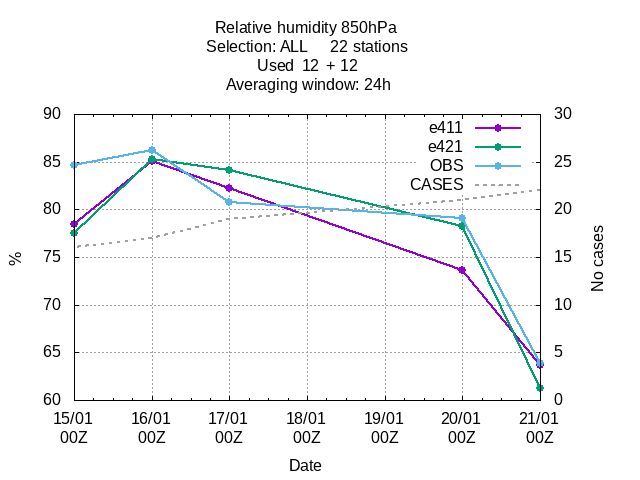 Relative humidity 850hPa
Selection: ALL     22 stations
Used  12  + 12
Averaging window: 24h
90
85
80
75
70
65
60
%
30
25
20
15
10
5
0
No cases
e411
e421
OBS
CASES
15/01 16/01 17/01 18/01 19/01 20/01 21/01
00Z 00Z 00Z 00Z 00Z 00Z 00Z
Date